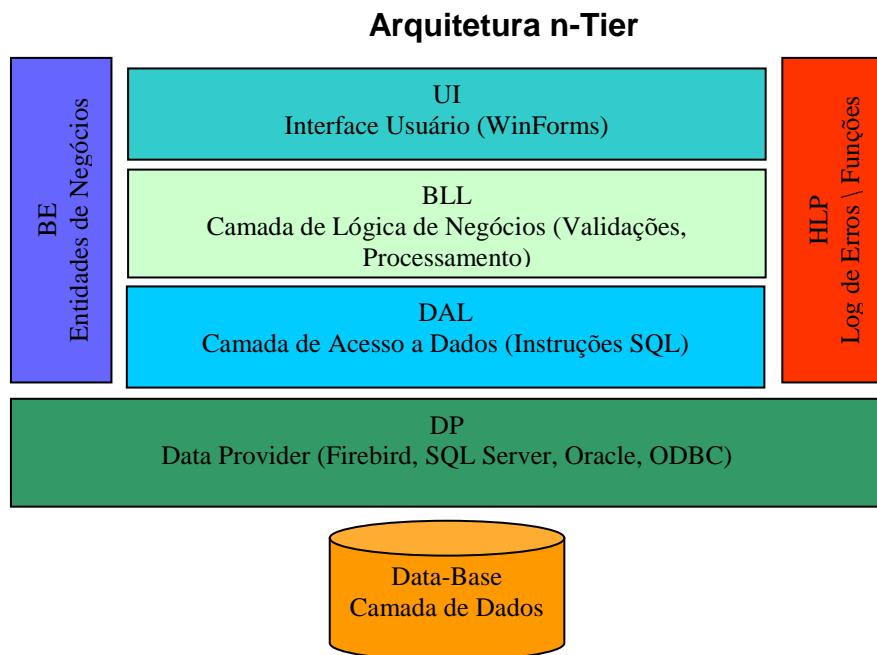 Arquitetura n-Tier
BE
Entidades de Negócios
UI
Interface Usuário (WinForms)
BLL
Camada de Lógica de Negócios (Validações,
Processamento)
DAL
Camada de Acesso a Dados (Instruções SQL)
HLP
Log de Erros \ Funções
DP
Data Provider (Firebird, SQL Server, Oracle, ODBC)
Data-Base
Camada de Dados